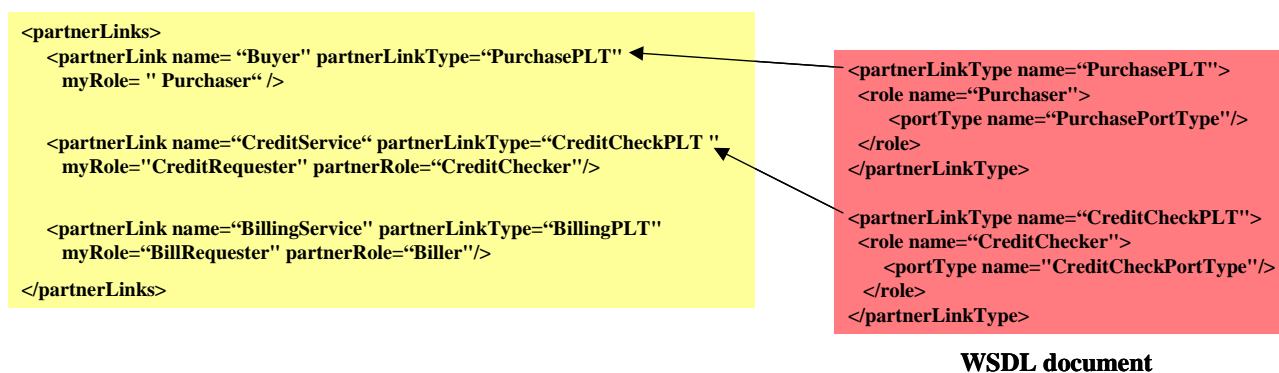 <partnerLinks>
<partnerLink name= “Buyer" partnerLinkType=“PurchasePLT"
myRole= " Purchaser“ />
<partnerLink name=“CreditService“ partnerLinkType=“CreditCheckPLT "
myRole="CreditRequester" partnerRole=“CreditChecker"/>
<partnerLink name=“BillingService" partnerLinkType=“BillingPLT"
myRole=“BillRequester" partnerRole=“Biller"/>
</partnerLinks>
<partnerLinkType name=“PurchasePLT">
<role name=“Purchaser">
<portType name=“PurchasePortType"/>
</role>
</partnerLinkType>
<partnerLinkType name=“CreditCheckPLT">
<role name=“CreditChecker">
<portType name="CreditCheckPortType"/>
</role>
</partnerLinkType>
WSDL document